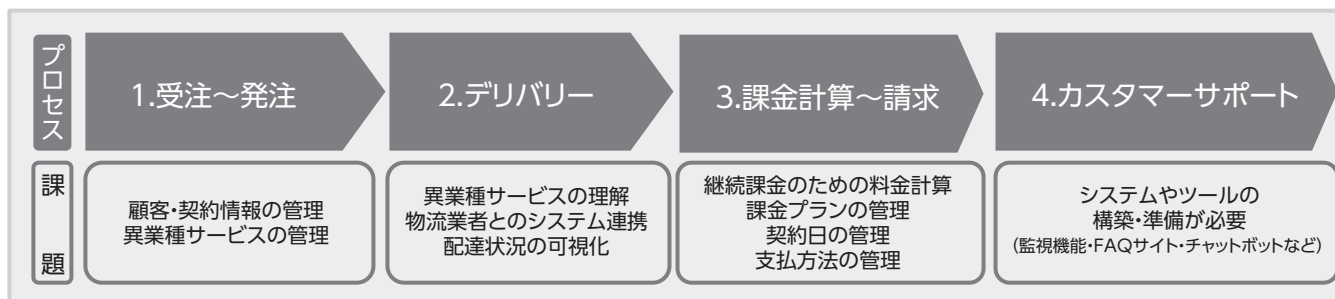 プロセス
1.受注～発注
2.デリバリー
3.課金計算～請求
4.カスタマーサポート
課題
顧客・契約情報の管理
異業種サービスの管理
異業種サービスの理解
物流業者とのシステム連携
配達状況の可視化
継続課金のための料金計算
課金プランの管理
契約日の管理
支払方法の管理
システムやツールの
構築・準備が必要
（監視機能・FAQサイト・チャットボットなど）